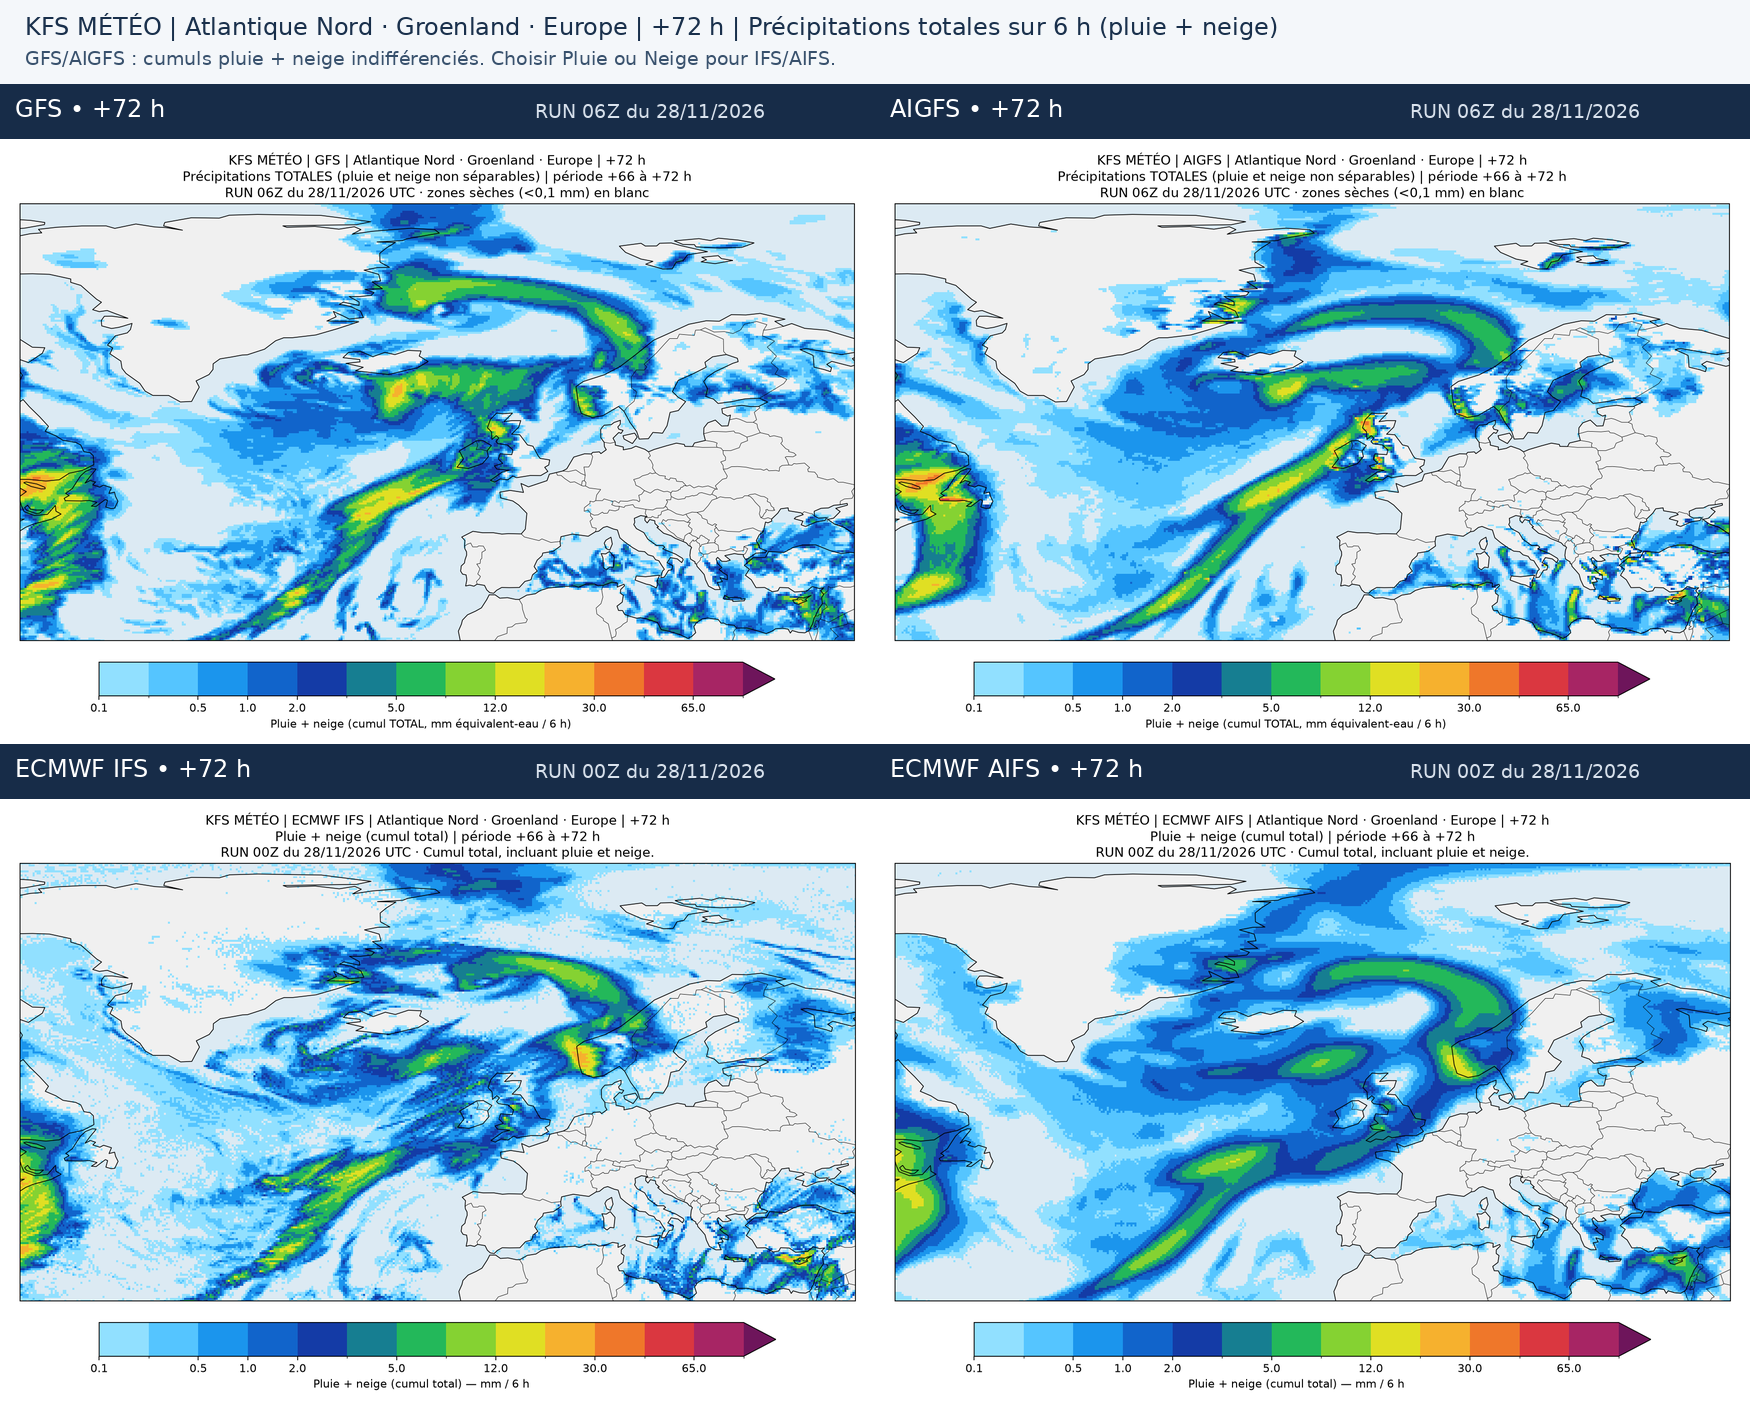 KFS MÉTÉO | Atlantique Nord · Groenland · Europe | +72 h | Précipitations totales sur 6 h (pluie + neige)
GFS/AIGFS : cumuls pluie + neige indifférenciés. Choisir Pluie ou Neige pour IFS/AIFS.
GFS • +72 h
RUN 06Z du 28/11/2026
AIGFS • +72 h
RUN 06Z du 28/11/2026
KFS MÉTÉO | GFS | Atlantique Nord · Groenland · Europe | +72 h
Précipitations TOTALES (pluie et neige non séparables) | période +66 à +72 h
RUN 06Z du 28/11/2026 UTC · zones sèches (<0,1 mm) en blanc
KFS MÉTÉO | AIGFS | Atlantique Nord · Groenland · Europe | +72 h
Précipitations TOTALES (pluie et neige non séparables) | période +66 à +72 h
RUN 06Z du 28/11/2026 UTC · zones sèches (<0,1 mm) en blanc
0.1 0.5 1.0 2.0 5.0 12.0 30.0 65.0
Pluie + neige (cumul TOTAL, mm équivalent-eau / 6 h)
0.1 0.5 1.0 2.0 5.0 12.0 30.0 65.0
Pluie + neige (cumul TOTAL, mm équivalent-eau / 6 h)
ECMWF IFS • +72 h
RUN 00Z du 28/11/2026
ECMWF AIFS • +72 h
RUN 00Z du 28/11/2026
KFS MÉTÉO | ECMWF IFS | Atlantique Nord · Groenland · Europe | +72 h
Pluie + neige (cumul total) | période +66 à +72 h
RUN 00Z du 28/11/2026 UTC · Cumul total, incluant pluie et neige.
KFS MÉTÉO | ECMWF AIFS | Atlantique Nord · Groenland · Europe | +72 h
Pluie + neige (cumul total) | période +66 à +72 h
RUN 00Z du 28/11/2026 UTC · Cumul total, incluant pluie et neige.
0.1 0.5 1.0 2.0 5.0 12.0 30.0 65.0
Pluie + neige (cumul total) — mm / 6 h
0.1 0.5 1.0 2.0 5.0 12.0 30.0 65.0
Pluie + neige (cumul total) — mm / 6 h